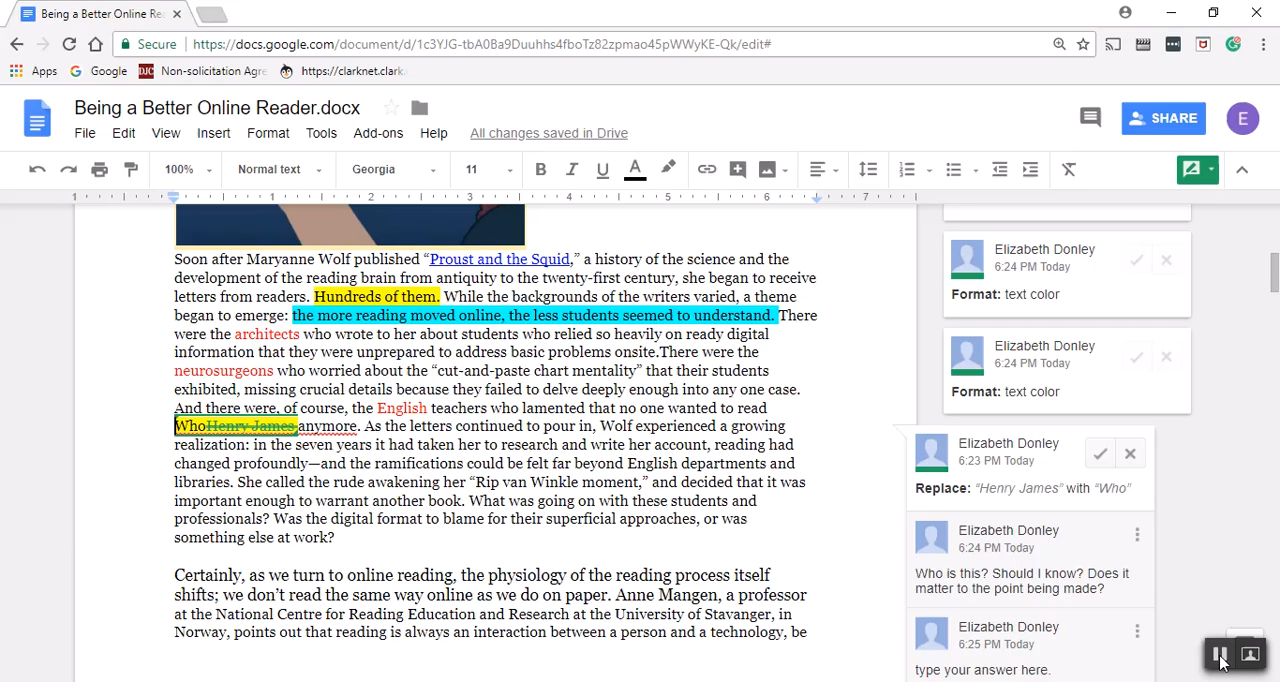 Being a Better Online Rea
Secure https://docs.google.com/document/d/1c3YJG-tbA0Ba9Duuhhs4fboTz82zpmao45pWWyKE-Qk/edit#
Apps Google DJC Non-solicitation Agre https://clarknet.clark
Being a Better Online Reader.docx
SHARE E
File Edit View Insert Format Tools Add-ons Help All changes saved in Drive
100% Normal text Georgia 11 B I U A
1 1 2 3 4 5 6 7
Soon after Maryanne Wolf published “Proust and the Squid,” a history of the science and the
development of the reading brain from antiquity to the twenty-first century, she began to receive
letters from readers. Hundreds of them. While the backgrounds of the writers varied, a theme
began to emerge: the more reading moved online, the less students seemed to understand. There
were the architects who wrote to her about students who relied so heavily on ready digital
information that they were unprepared to address basic problems onsite.There were the
neurosurgeons who worried about the “cut-and-paste chart mentality” that their students
exhibited, missing crucial details because they failed to delve deeply enough into any one case.
And there were, of course, the English teachers who lamented that no one wanted to read
WhoHenry James anymore. As the letters continued to pour in, Wolf experienced a growing
realization: in the seven years it had taken her to research and write her account, reading had
changed profoundly—and the ramifications could be felt far beyond English departments and
libraries. She called the rude awakening her “Rip van Winkle moment,” and decided that it was
important enough to warrant another book. What was going on with these students and
professionals? Was the digital format to blame for their superficial approaches, or was
something else at work?
Certainly, as we turn to online reading, the physiology of the reading process itself
shifts; we don’t read the same way online as we do on paper. Anne Mangen, a professor
at the National Centre for Reading Education and Research at the University of Stavanger, in
Norway, points out that reading is always an interaction between a person and a technology, be
Elizabeth Donley
6:24 PM Today
Format: text color
Elizabeth Donley
6:24 PM Today
Format: text color
Elizabeth Donley
6:23 PM Today
Replace: “Henry James” with “Who”
Elizabeth Donley
6:24 PM Today
Who is this? Should I know? Does it
matter to the point being made?
Elizabeth Donley
6:25 PM Today
type your answer here.